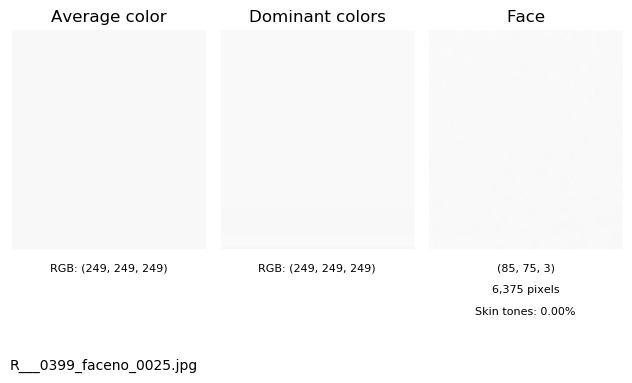 Average color
Dominant colors
Face
RGB: (249, 249, 249)
RGB: (249, 249, 249)
(85, 75, 3)
6,375 pixels
Skin tones: 0.00%
R___0399_faceno_0025.jpg